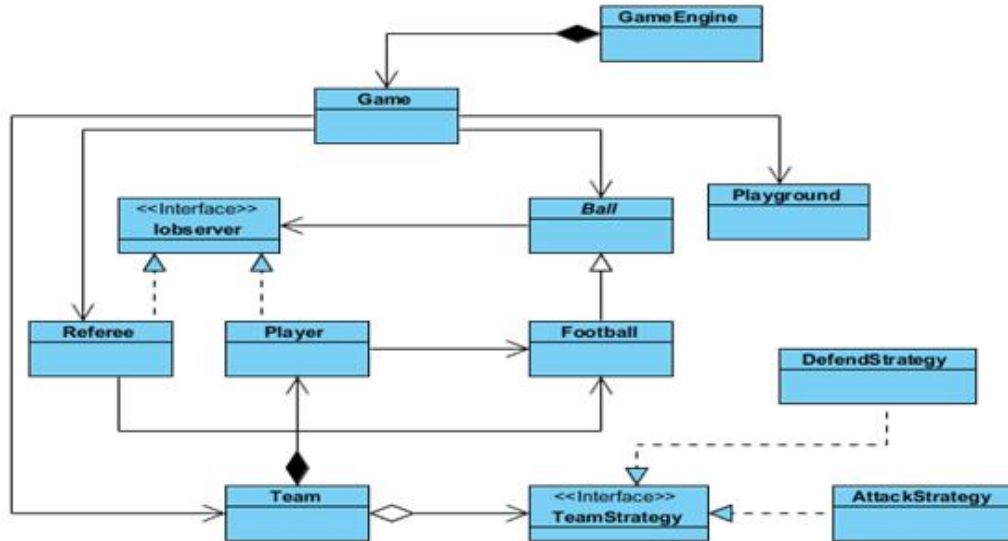 GameEngine
Game
<<Interface>>
Iobserver
Ball
Playground
Referee
Player
Football
DefendStrategy
Team
<<Interface>>
TeamStrategy
AttackStrategy